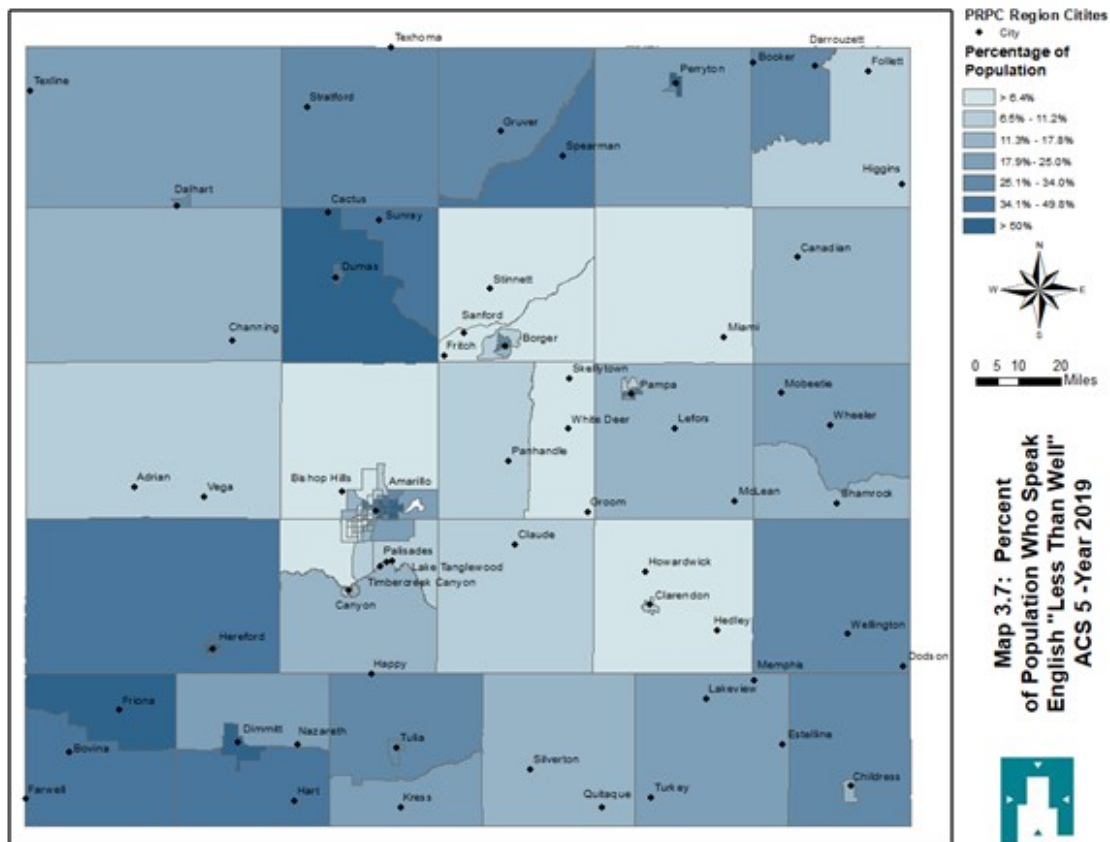 PRPC Region Citites
City
Percentage of
Population
> 6.4%
6.5% - 11.2%
11.3% - 17.8%
17.9% - 25.0%
25.1% - 34.0%
34.1% - 49.8%
> 50%
N
W E
S
0 5 10 20
Miles
Map 3.7: Percent
of Population Who Speak
English "Less Than Well"
ACS 5 -Year 2019
Texhoma
Darrouzett
Booker
Follett
Perryton
Texline
Stratford
Gruver
Spearman
Higgins
Dalhart
Cactus
Sunray
Canadian
Dumas
Stinnett
Sanford
Channing
Borger
Miami
Fritch
Skellytown
Pampa
Mobeetie
White Deer
Lefors
Wheeler
Panhandle
Adrian
Vega
Bishop Hills
Amarillo
McLean
Shamrock
Groom
Claude
Palisades
Lake Tanglewood
Timbercreek Canyon
Howardwick
Canyon
Clarendon
Hedley
Wellington
Hereford
Happy
Memphis
Dodson
Lakeview
Friona
Dimmitt
Nazareth
Tulia
Estelline
Bovina
Silverton
Childress
Farwell
Hart
Kress
Quitaque
Turkey